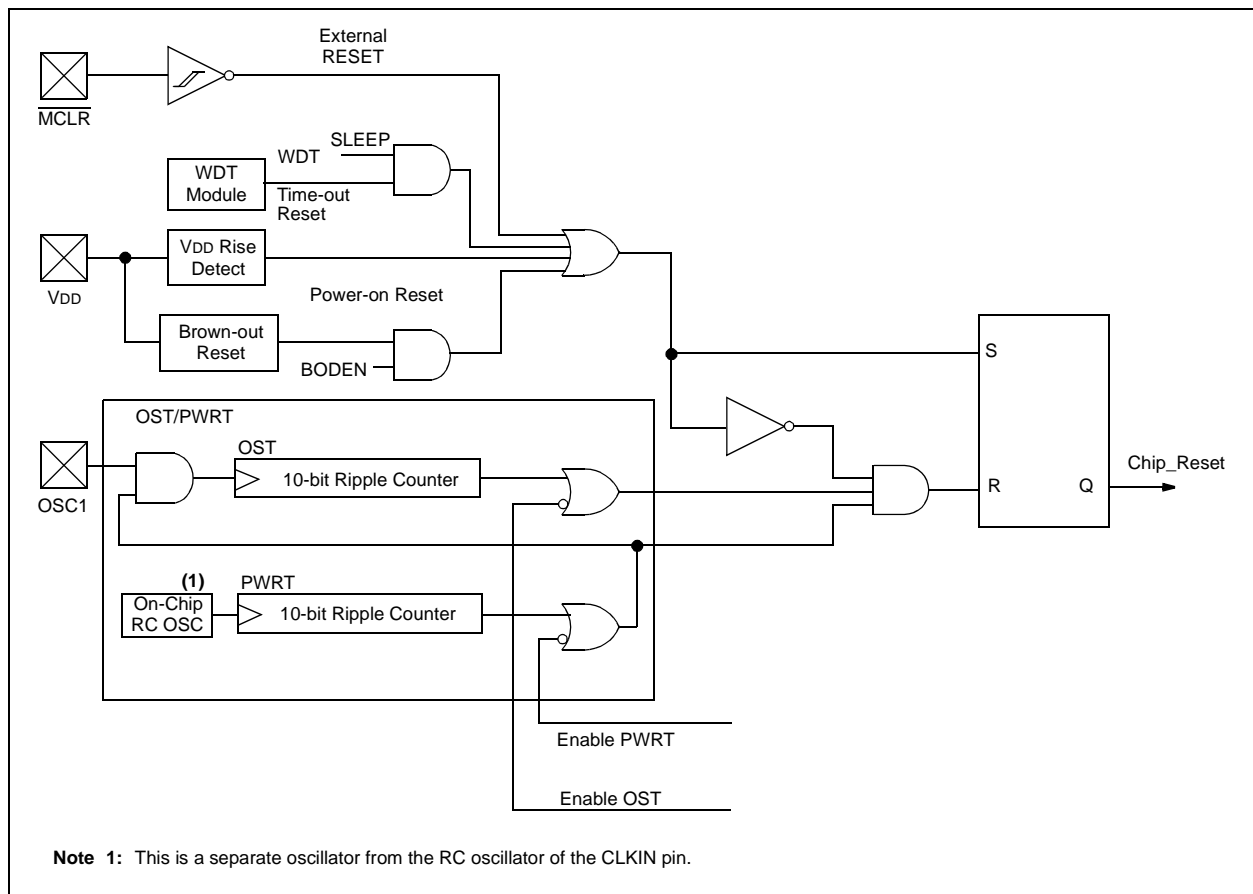 External
RESET
MCLR
SLEEP
WDT
WDT
Module
Time-out
Reset
VDD Rise
Detect
VDD
Power-on Reset
Brown-out
Reset
BODEN
S
OST/PWRT
OST
10-bit Ripple Counter
OSC1
Chip_Reset
R
Q
(1)
PWRT
On-Chip
RC OSC
10-bit Ripple Counter
Enable PWRT
Enable OST
Note 1: This is a separate oscillator from the RC oscillator of the CLKIN pin.